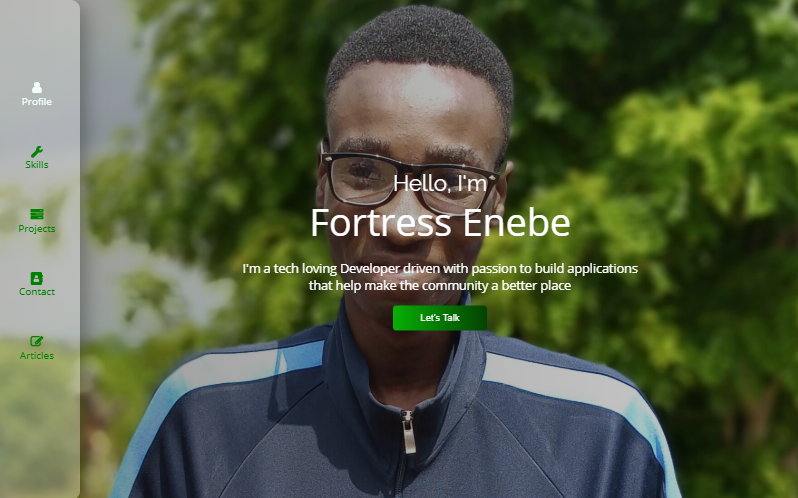 Profile
Skills
Projects
Contact
Articles
Hello, I'm
Fortress Enebe
I'm a tech loving Developer driven with passion to build applications
that help make the community a better place
Let's Talk